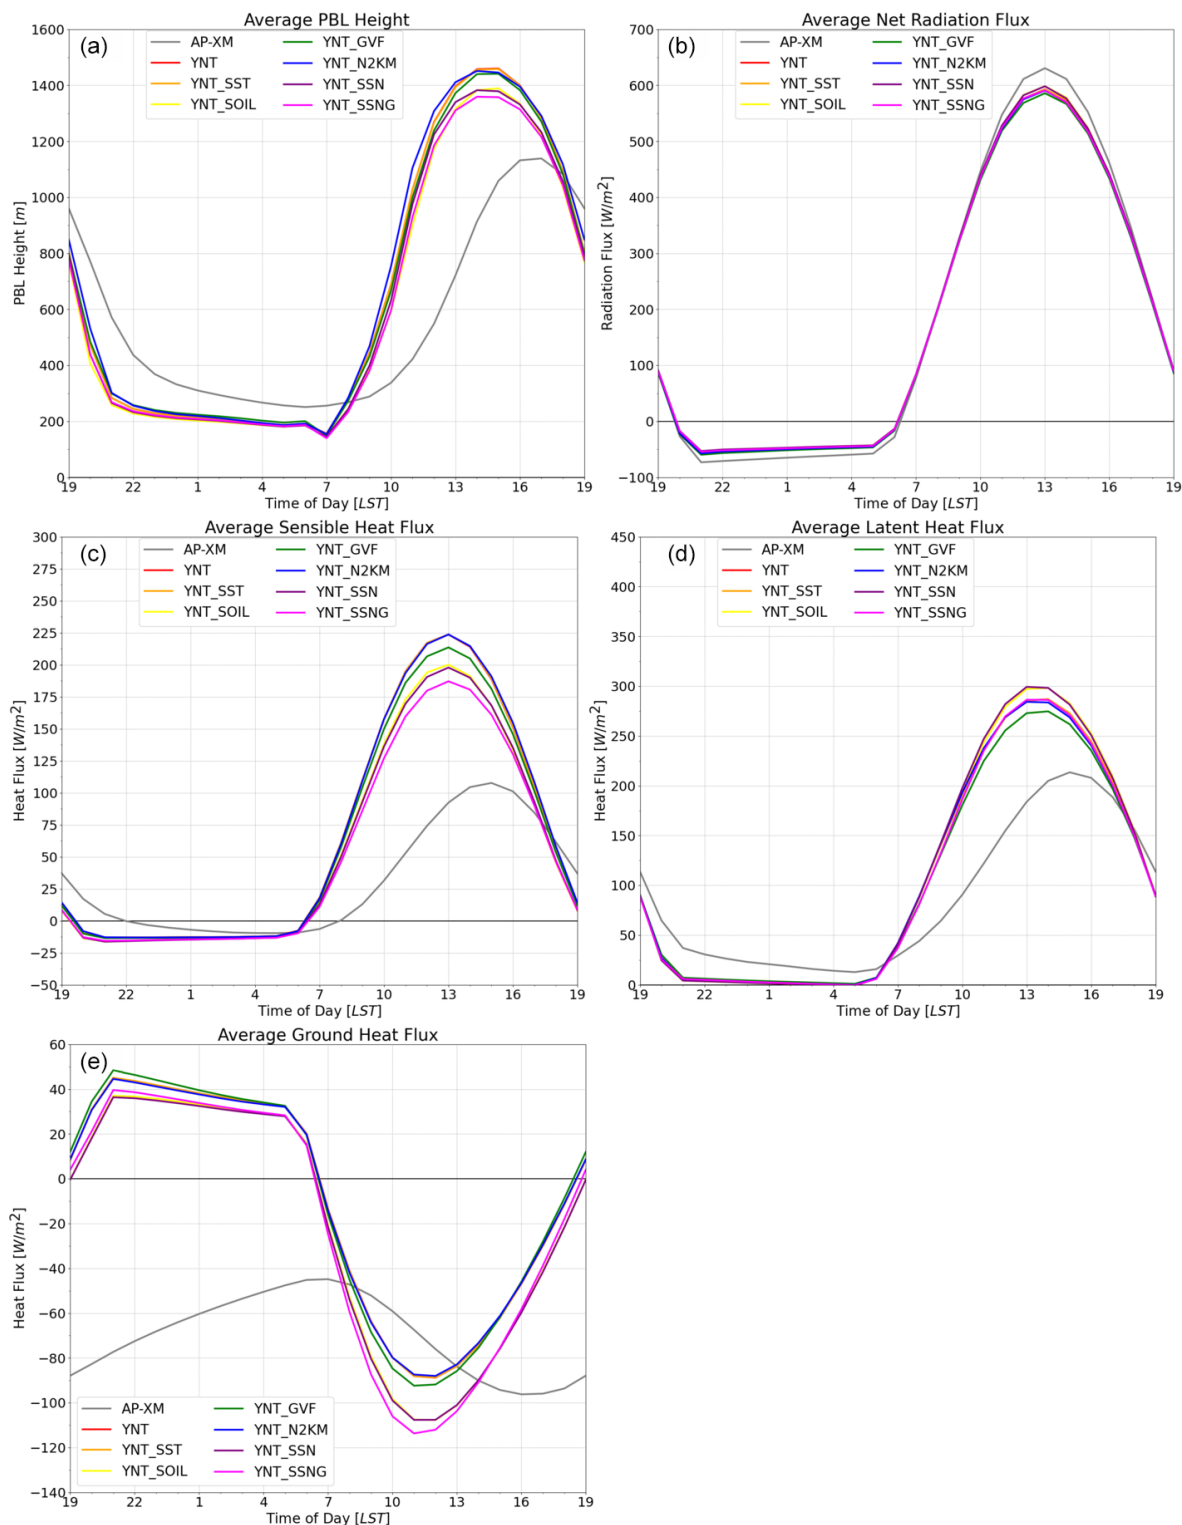 Average PBL Height
(a)
AP-XM
YNT
YNT_SST
YNT_SOIL
YNT_GVF
YNT_N2KM
YNT_SSN
YNT_SSNG
1600
1400
1200
1000
800
600
400
200
0
PBL Height [m]
19 22 1 4 7 10 13 16 19
Time of Day [LST]
Average Net Radiation Flux
(b)
AP-XM
YNT
YNT_SST
YNT_SOIL
YNT_GVF
YNT_N2KM
YNT_SSN
YNT_SSNG
700
600
500
400
300
200
100
0
−100
Radiation Flux [W/m²]
19 22 1 4 7 10 13 16 19
Time of Day [LST]
Average Sensible Heat Flux
(c)
AP-XM
YNT
YNT_SST
YNT_SOIL
YNT_GVF
YNT_N2KM
YNT_SSN
YNT_SSNG
300
275
250
225
200
175
150
125
100
75
50
25
0
−25
−50
Heat Flux [W/m²]
19 22 1 4 7 10 13 16 19
Time of Day [LST]
Average Latent Heat Flux
(d)
AP-XM
YNT
YNT_SST
YNT_SOIL
YNT_GVF
YNT_N2KM
YNT_SSN
YNT_SSNG
450
400
350
300
250
200
150
100
50
0
Heat Flux [W/m²]
19 22 1 4 7 10 13 16 19
Time of Day [LST]
Average Ground Heat Flux
(e)
60
40
20
0
−20
−40
−60
−80
−100
−120
−140
Heat Flux [W/m²]
AP-XM
YNT
YNT_SST
YNT_SOIL
YNT_GVF
YNT_N2KM
YNT_SSN
YNT_SSNG
19 22 1 4 7 10 13 16 19
Time of Day [LST]